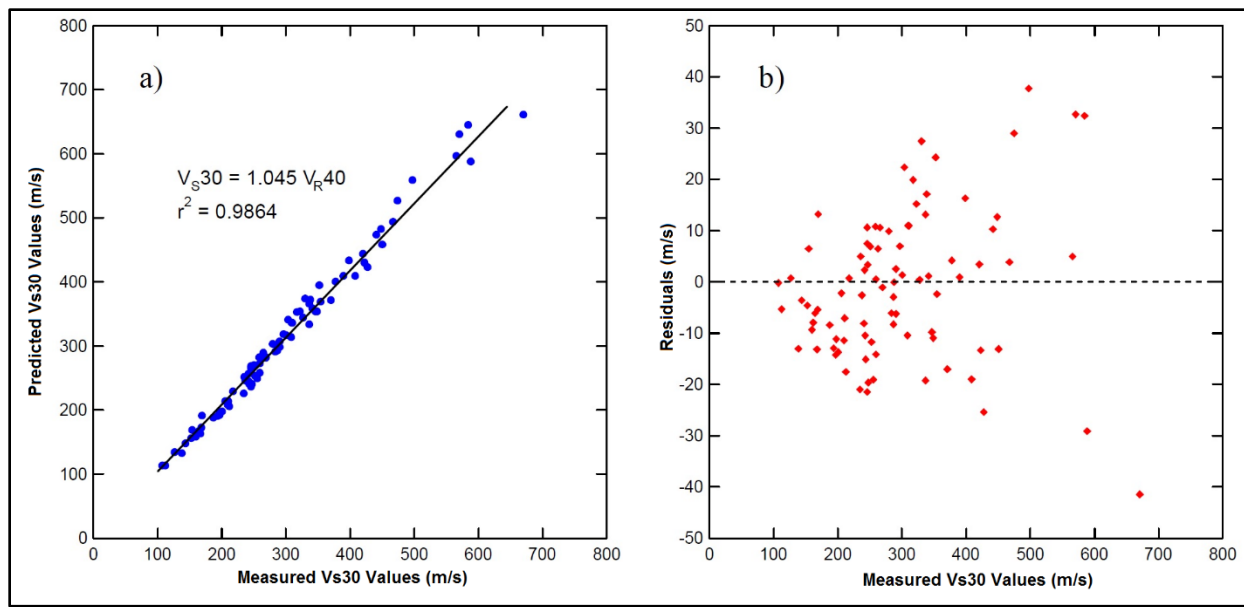 a)
V_S30 = 1.045 V_R40
r² = 0.9864
Predicted Vs30 Values (m/s)
800
700
600
500
400
300
200
100
0
0 100 200 300 400 500 600 700 800
Measured Vs30 Values (m/s)
b)
Residuals (m/s)
50
40
30
20
10
0
-10
-20
-30
-40
-50
0 100 200 300 400 500 600 700 800
Measured Vs30 Values (m/s)